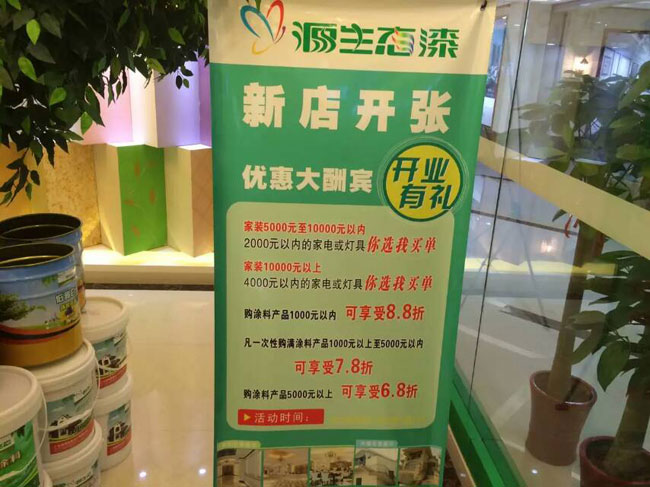 源生态漆
新店开张
优惠大酬宾
开业
有礼
家装5000元至10000元以内
2000元以内的家电或灯具你选我买单
家装10000元以上
4000元以内的家电或灯具你选我买单
购涂料产品1000元以内 可享受8.8折
凡一次性购满涂料产品1000元以上至5000元以内
可享受7.8折
购涂料产品5000元以上 可享受6.8折
活动时间：